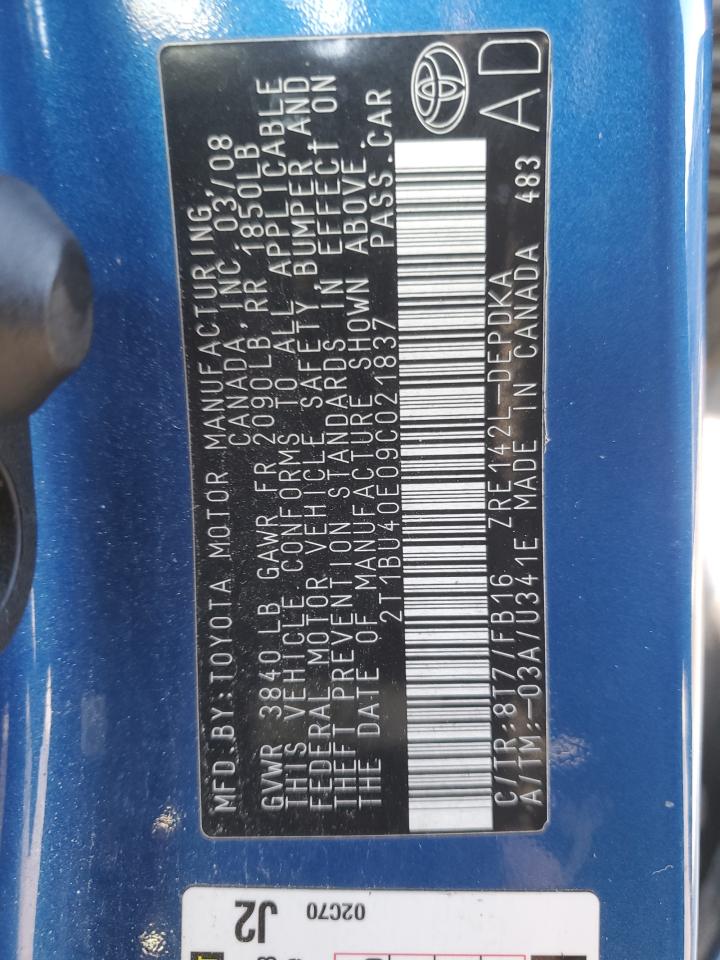 MFD.BY:TOYOTA MOTOR MANUFACTURING,
CANADA, INC. 03/08
GVWR 3840 LB GAWR FR 2090LB, RR 1850LB
THIS VEHICLE CONFORMS TO ALL APPLICABLE
FEDERAL MOTOR VEHICLE SAFETY, BUMPER AND
THEFT PREVENTION STANDARDS IN EFFECT ON
THE DATE OF MANUFACTURE SHOWN ABOVE.
2T1BU40E09C021837 PASS.CAR
C/TR:8T7/FB16 ZRE142L-DEPDKA
A/TM:-03A/U341E MADE IN CANADA 483
AD
J2
02C70